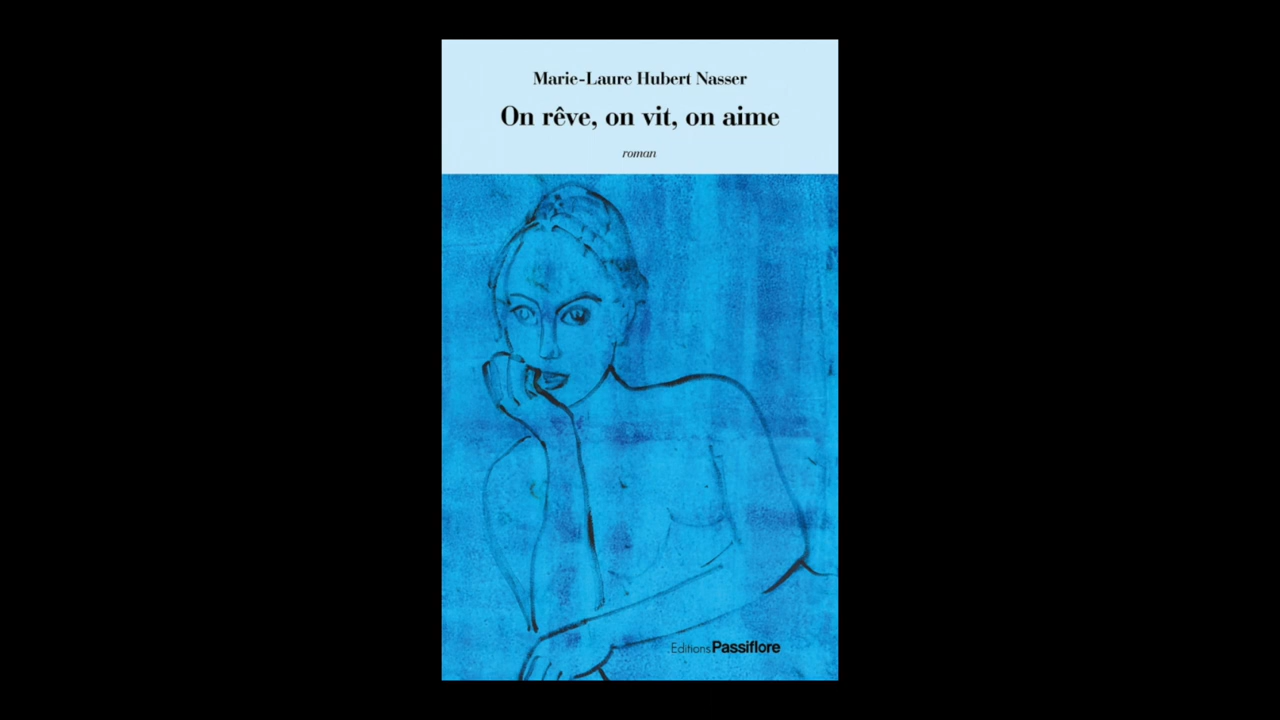 Marie-Laure Hubert Nasser
On rêve, on vit, on aime
roman
Editions Passiflore